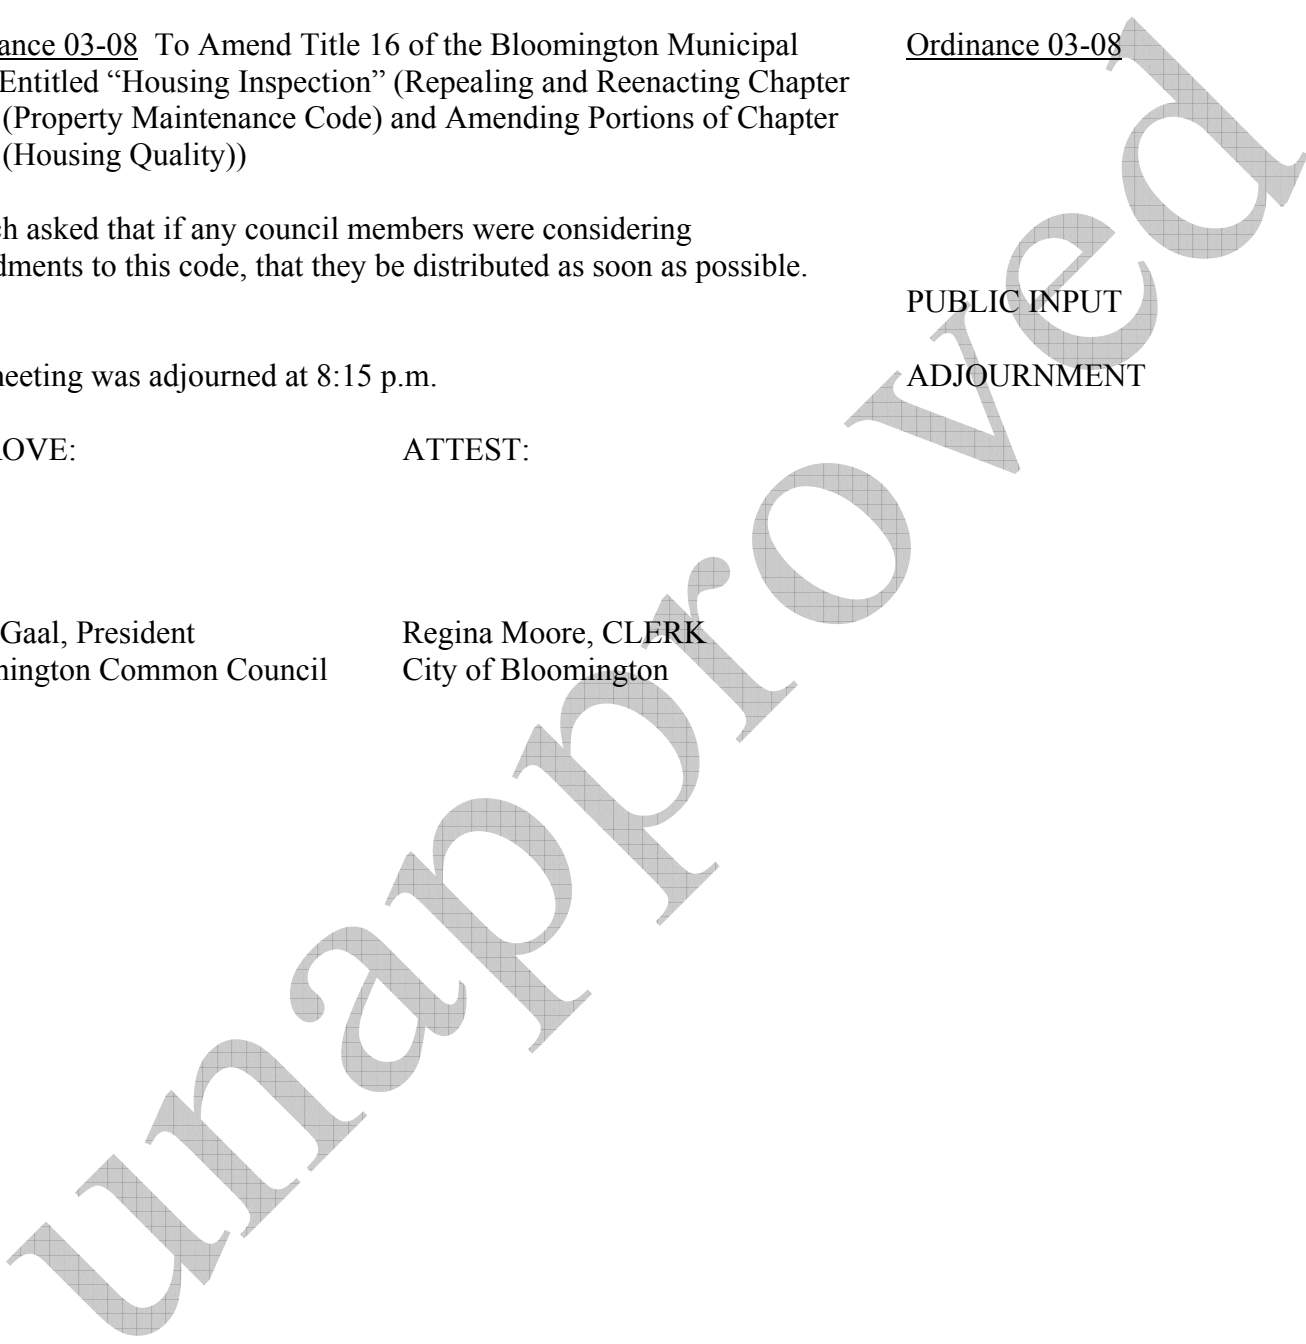 ance 03-08 To Amend Title 16 of the Bloomington Municipal
Entitled “Housing Inspection” (Repealing and Reenacting Chapter
(Property Maintenance Code) and Amending Portions of Chapter
(Housing Quality))
Ordinance 03-08
h asked that if any council members were considering
dments to this code, that they be distributed as soon as possible.
PUBLIC INPUT
eeting was adjourned at 8:15 p.m.
ADJOURNMENT
OVE: ATTEST:
Gaal, President
ington Common Council
Regina Moore, CLERK
City of Bloomington
unapproved